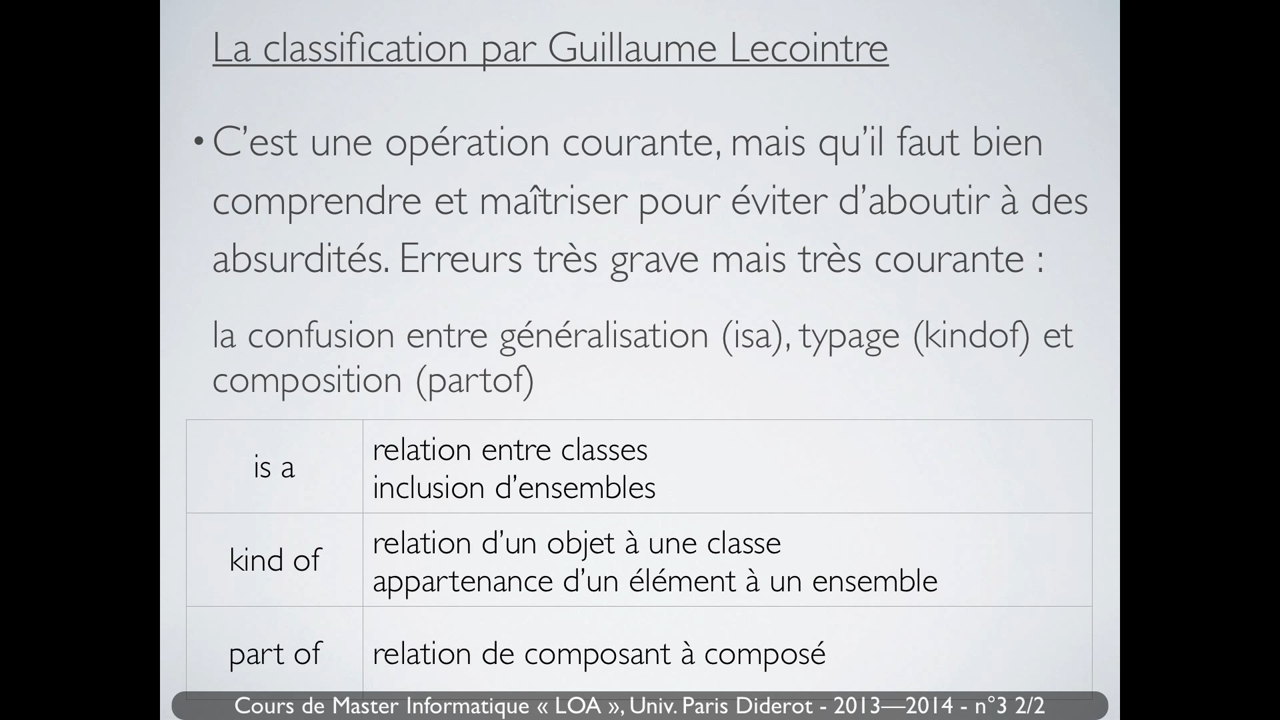 La classification par Guillaume Lecointre
• C’est une opération courante, mais qu’il faut bien
comprendre et maîtriser pour éviter d’aboutir à des
absurdités. Erreurs très grave mais très courante :
la confusion entre généralisation (isa), typage (kindof) et
composition (partof)
is a
relation entre classes
inclusion d’ensembles
kind of
relation d’un objet à une classe
appartenance d’un élément à un ensemble
part of
relation de composant à composé
Cours de Master Informatique « LOA », Univ. Paris Diderot - 2013—2014 - n°3 2/2